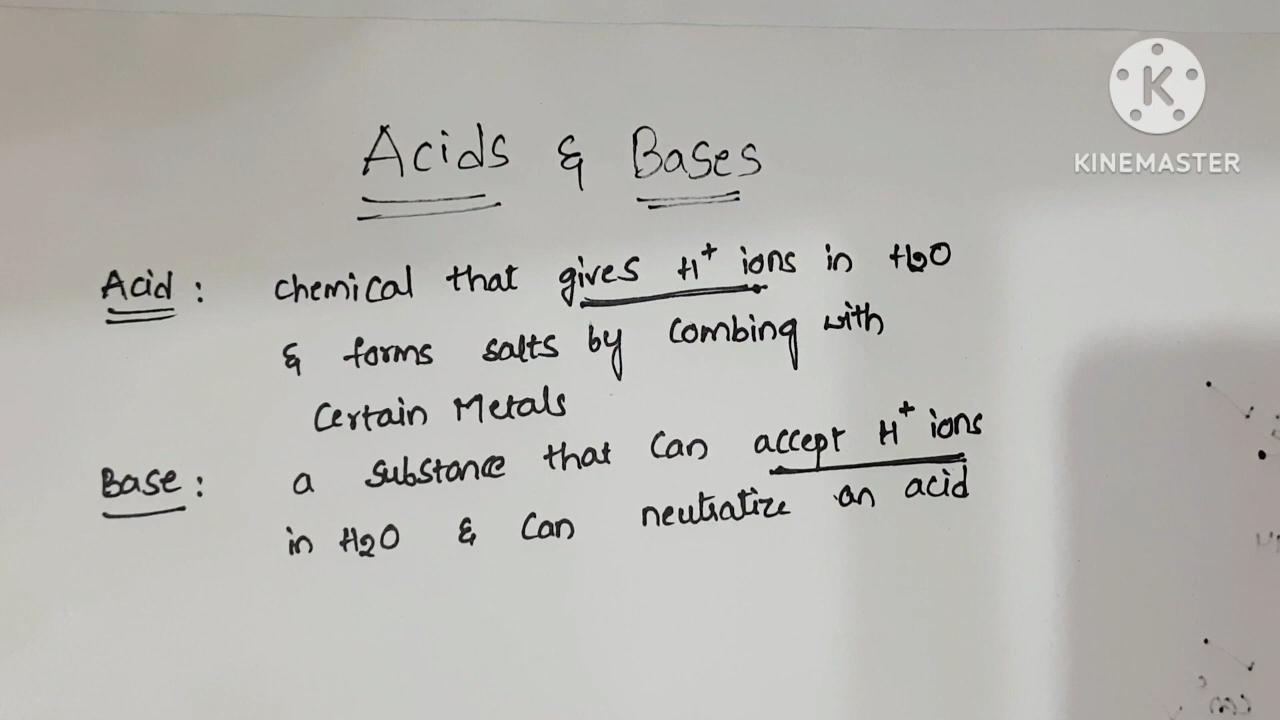 Acids & Bases
KINEMASTER
Acid : chemical that gives H⁺ ions in H2O
& forms salts by combing with
Certain Metals
Base : a substance that can accept H⁺ ions
in H2O & can neutratize an acid